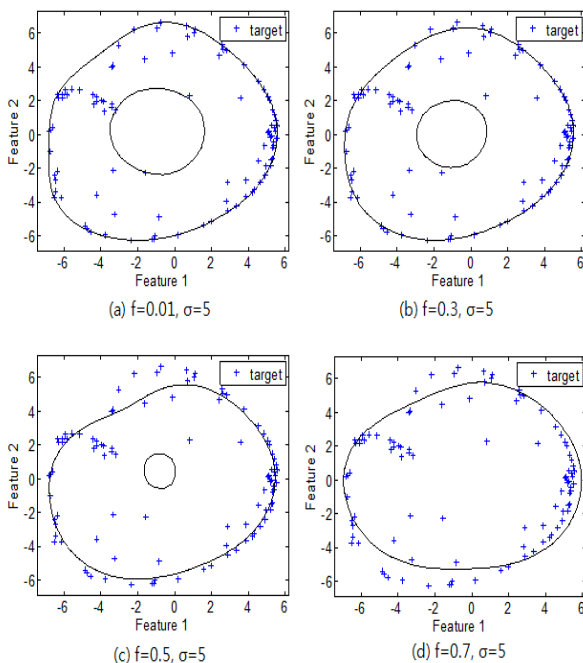 target
target
6
4
2
0
-2
-4
-6
Feature 2
6
4
2
0
-2
-4
-6
Feature 2
-6 -4 -2 0 2 4 6
-6 -4 -2 0 2 4 6
Feature 1
Feature 1
(a) f=0.01, σ=5
(b) f=0.3, σ=5
target
target
6
4
2
0
-2
-4
-6
Feature 2
6
4
2
0
-2
-4
-6
Feature 2
-6 -4 -2 0 2 4 6
-6 -4 -2 0 2 4 6
Feature 1
Feature 1
(c) f=0.5, σ=5
(d) f=0.7, σ=5